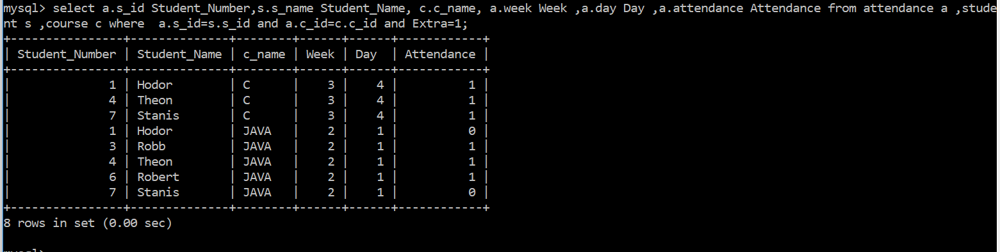 mysql> select a.s_id Student_Number,s.s_name Student_Name, c.c_name, a.week Week ,a.day Day ,a.attendance Attendance from attendance a ,stude
nt s ,course c where  a.s_id=s.s_id and a.c_id=c.c_id and Extra=1;
+----------------+--------------+--------+------+------+------------+
| Student_Number | Student_Name | c_name | Week | Day  | Attendance |
+----------------+--------------+--------+------+------+------------+
|              1 | Hodor        | C      |    3 |    4 |          1 |
|              4 | Theon        | C      |    3 |    4 |          1 |
|              7 | Stanis       | C      |    3 |    4 |          1 |
|              1 | Hodor        | JAVA   |    2 |    1 |          0 |
|              3 | Robb         | JAVA   |    2 |    1 |          1 |
|              4 | Theon        | JAVA   |    2 |    1 |          1 |
|              6 | Robert       | JAVA   |    2 |    1 |          1 |
|              7 | Stanis       | JAVA   |    2 |    1 |          0 |
+----------------+--------------+--------+------+------+------------+
8 rows in set (0.00 sec)